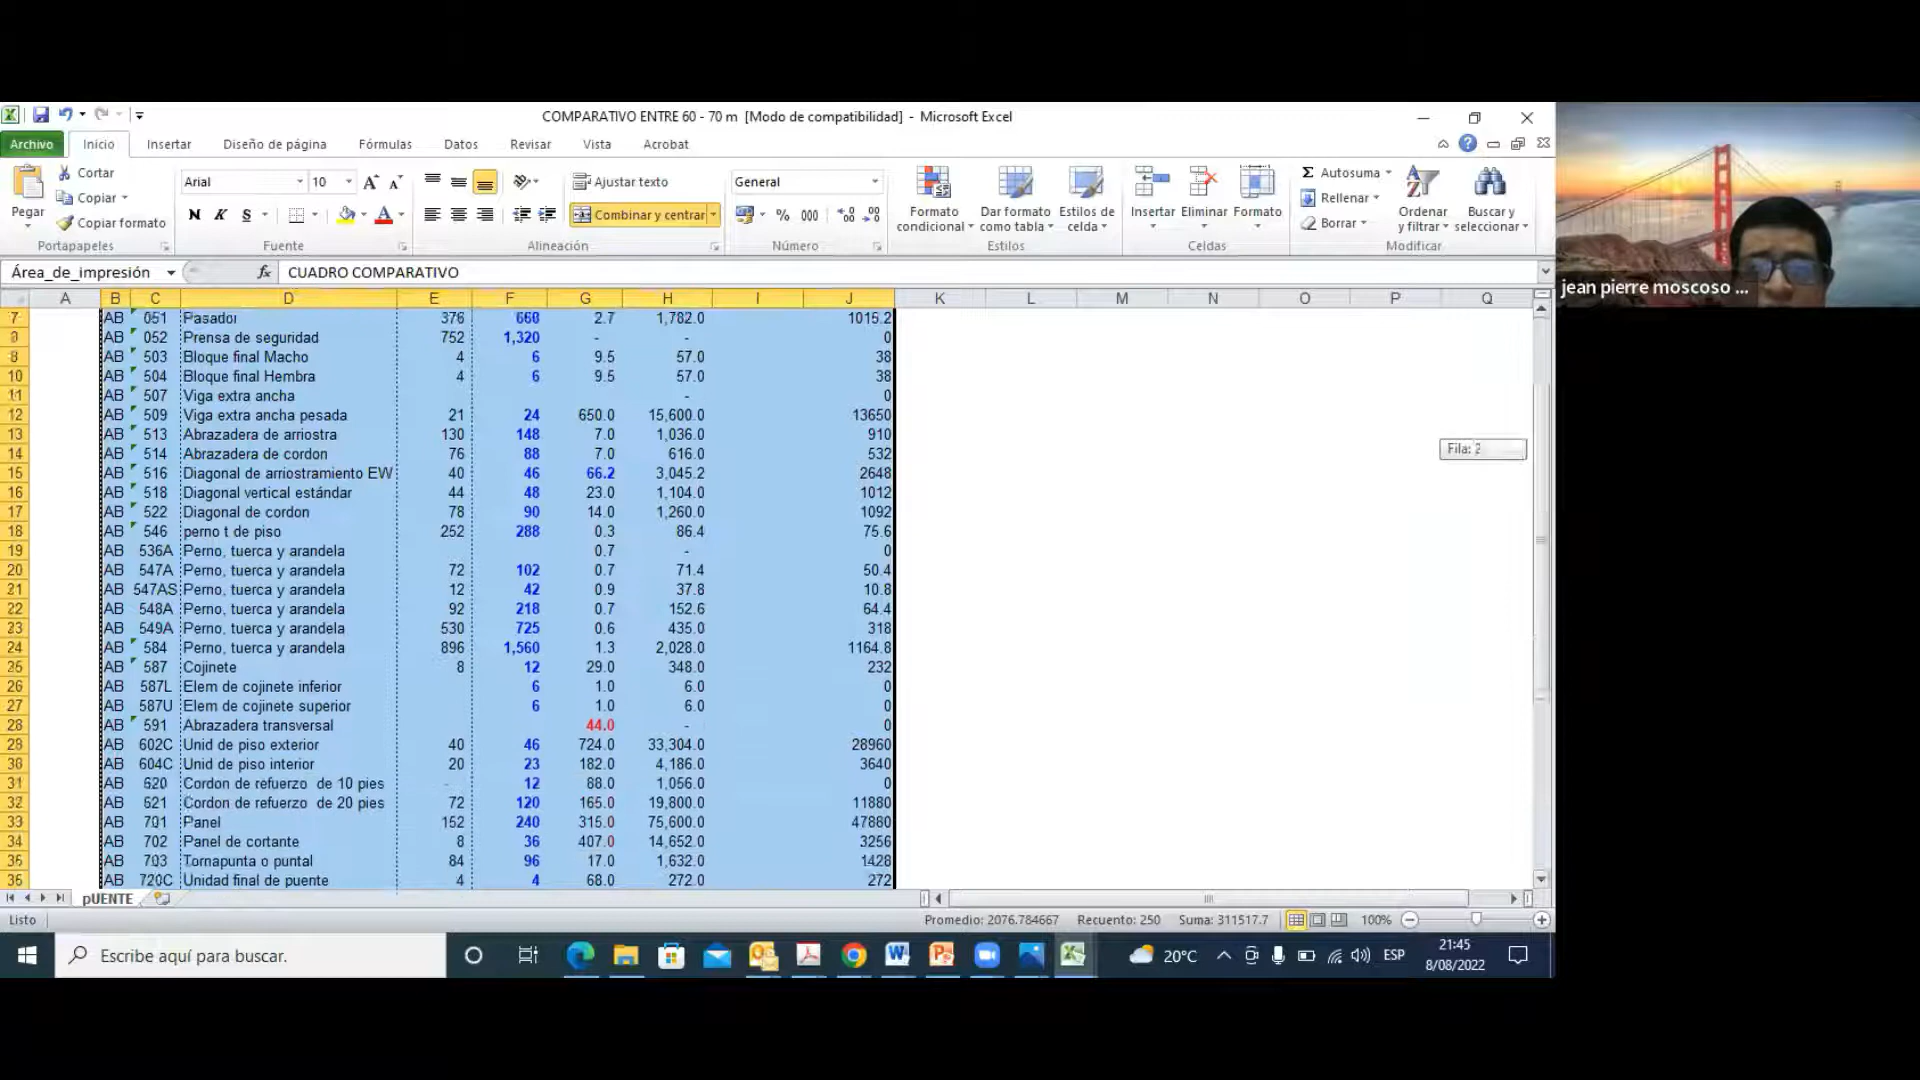 COMPARATIVO ENTRE 60 - 70 m  [Modo de compatibilidad]  -  Microsoft Excel
Archivo Inicio Insertar Diseño de página Fórmulas Datos Revisar Vista Acrobat
Pegar Cortar Copiar Copiar formato Portapapeles
Arial 10 N K S Fuente
Ajustar texto Combinar y centrar Alineación
General % 000 Número
Formato condicional Dar formato como tabla Estilos de celda Estilos
Insertar Eliminar Formato Celdas
Σ Autosuma Rellenar Borrar Ordenar y filtrar Buscar y seleccionar Modificar
Área_de_impresión fx CUADRO COMPARATIVO
A B C D E F G H I J K L M N O P Q
7 AB 051 Pasador 376 660 2.7 1,782.0 1015.2
AB 052 Prensa de seguridad 752 1,320 - - 0
AB 503 Bloque final Macho 4 6 9.5 57.0 38
10 AB 504 Bloque final Hembra 4 6 9.5 57.0 38
11 AB 507 Viga extra ancha - 0
12 AB 509 Viga extra ancha pesada 21 24 650.0 15,600.0 13650
13 AB 513 Abrazadera de arriostra 130 148 7.0 1,036.0 910
14 AB 514 Abrazadera de cordon 76 88 7.0 616.0 532
15 AB 516 Diagonal de arriostramiento EW 40 46 66.2 3,045.2 2648
16 AB 518 Diagonal vertical estándar 44 48 23.0 1,104.0 1012
17 AB 522 Diagonal de cordon 78 90 14.0 1,260.0 1092
18 AB 546 perno t de piso 252 288 0.3 86.4 75.6
19 AB 536A Perno, tuerca y arandela 0.7 - 0
20 AB 547A Perno, tuerca y arandela 72 102 0.7 71.4 50.4
21 AB 547AS Perno, tuerca y arandela 12 42 0.9 37.8 10.8
22 AB 548A Perno, tuerca y arandela 92 218 0.7 152.6 64.4
23 AB 549A Perno, tuerca y arandela 530 725 0.6 435.0 318
24 AB 584 Perno, tuerca y arandela 896 1,560 1.3 2,028.0 1164.8
25 AB 587 Cojinete 8 12 29.0 348.0 232
26 AB 587L Elem de cojinete inferior 6 1.0 6.0 0
27 AB 587U Elem de cojinete superior 6 1.0 6.0 0
28 AB 591 Abrazadera transversal 44.0 - 0
29 AB 602C Unid de piso exterior 40 46 724.0 33,304.0 28960
30 AB 604C Unid de piso interior 20 23 182.0 4,186.0 3640
31 AB 620 Cordon de refuerzo  de 10 pies - 12 88.0 1,056.0 0
32 AB 621 Cordon de refuerzo  de 20 pies 72 120 165.0 19,800.0 11880
33 AB 701 Panel 152 240 315.0 75,600.0 47880
34 AB 702 Panel de cortante 8 36 407.0 14,652.0 3256
35 AB 703 Tornapunta o puntal 84 96 17.0 1,632.0 1428
36 AB 720C Unidad final de puente 4 4 68.0 272.0 272
Fila: 2
pUENTE
Listo Promedio: 2076.784667 Recuento: 250 Suma: 311517.7 100%
Escribe aquí para buscar. 20°C ESP 21:45
8/08/2022
jean pierre moscoso ...